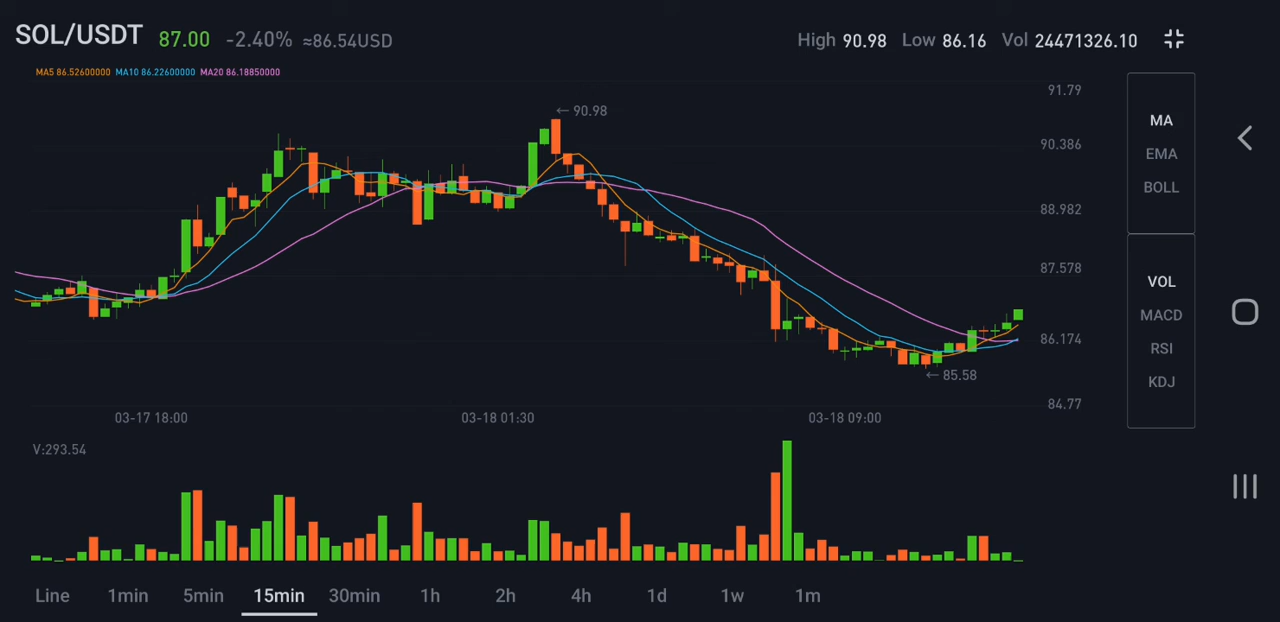 SOL/USDT 87.00 -2.40% ≈86.54USD High 90.98 Low 86.16 Vol 24471326.10
MA5 86.52600000 MA10 86.22600000 MA20 86.18850000
91.79
← 90.98
90.386
88.982
87.578
86.174
← 85.58
84.77
03-17 18:00 03-18 01:30 03-18 09:00
V:293.54
MA
EMA
BOLL
VOL
MACD
RSI
KDJ
Line 1min 5min 15min 30min 1h 2h 4h 1d 1w 1m